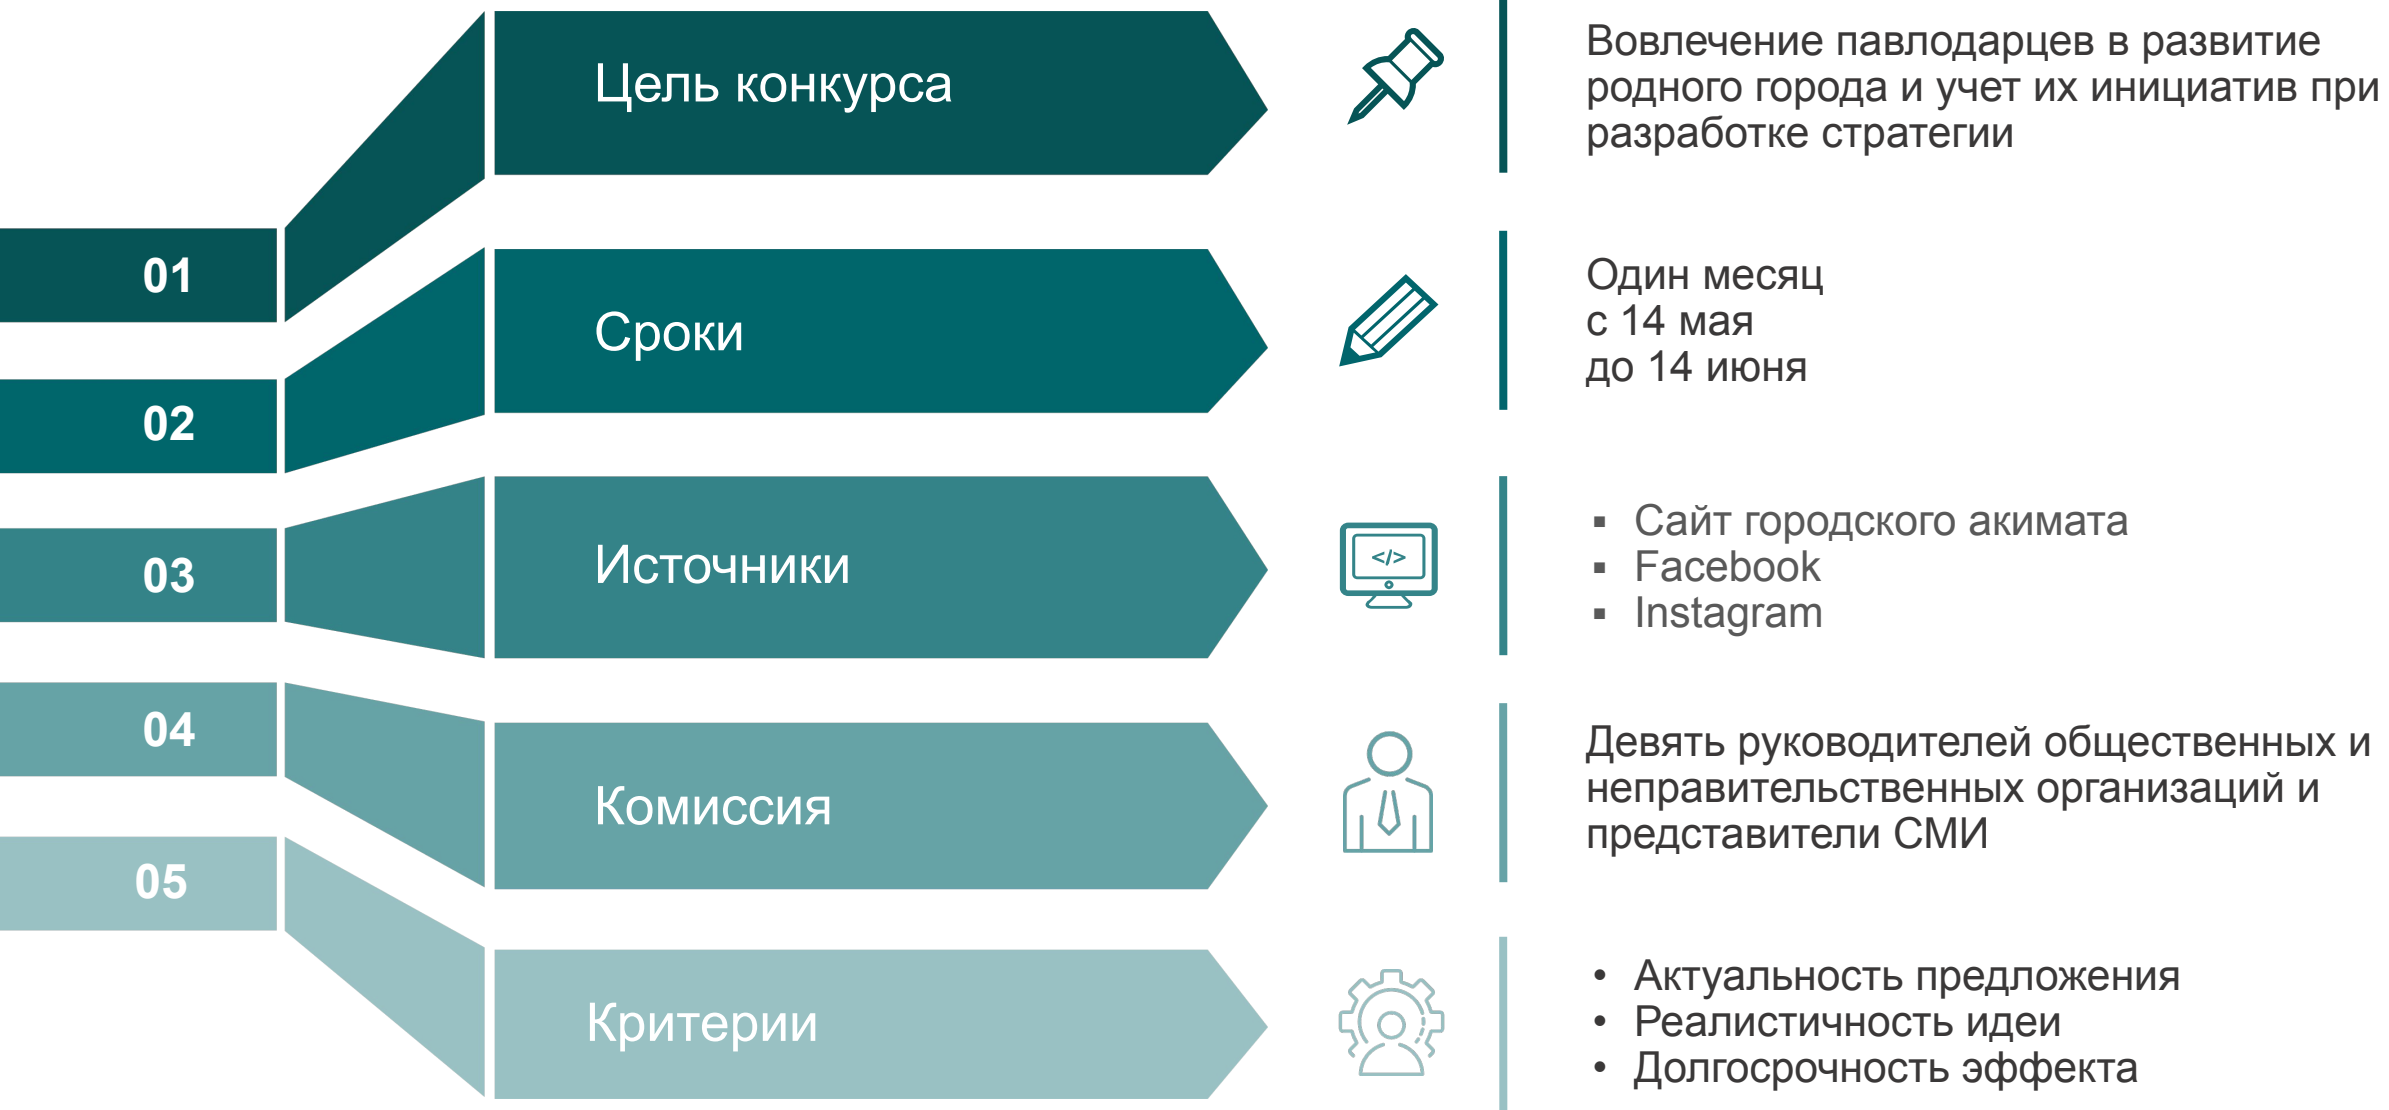 01
Цель конкурса
Вовлечение павлодарцев в развитие
родного города и учет их инициатив при
разработке стратегии
02
Сроки
Один месяц
с 14 мая
до 14 июня
03
Источники
</>
▪ Сайт городского акимата
▪ Facebook
▪ Instagram
04
Комиссия
Девять руководителей общественных и
неправительственных организаций и
представители СМИ
05
Критерии
• Актуальность предложения
• Реалистичность идеи
• Долгосрочность эффекта